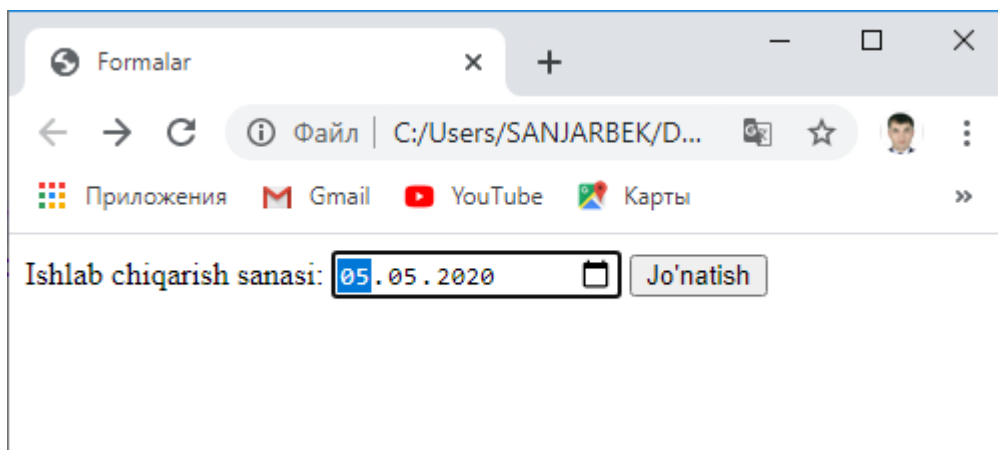 Formalar
Файл | C:/Users/SANJARBEK/D...
Приложения Gmail YouTube Карты »
Ishlab chiqarish sanasi: 05.05.2020 Jo'natish